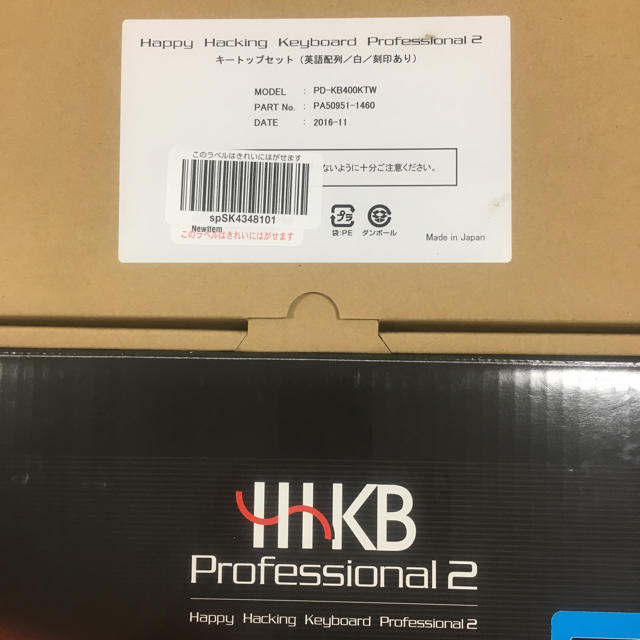 Happy Hacking Keyboard Professional 2
キートップセット（英語配列／白／刻印あり）
MODEL : PD-KB400KTW
PART No. : PA50951-1460
DATE : 2016-11
このラベルはきれいにはがせます
ないように十分ご注意ください。
spSK4348101
NewItem
このラベルはきれいにはがせます
プラ
袋:PE
ダンボール
Made in Japan
HHKB
Professional 2
Happy Hacking Keyboard Professional 2